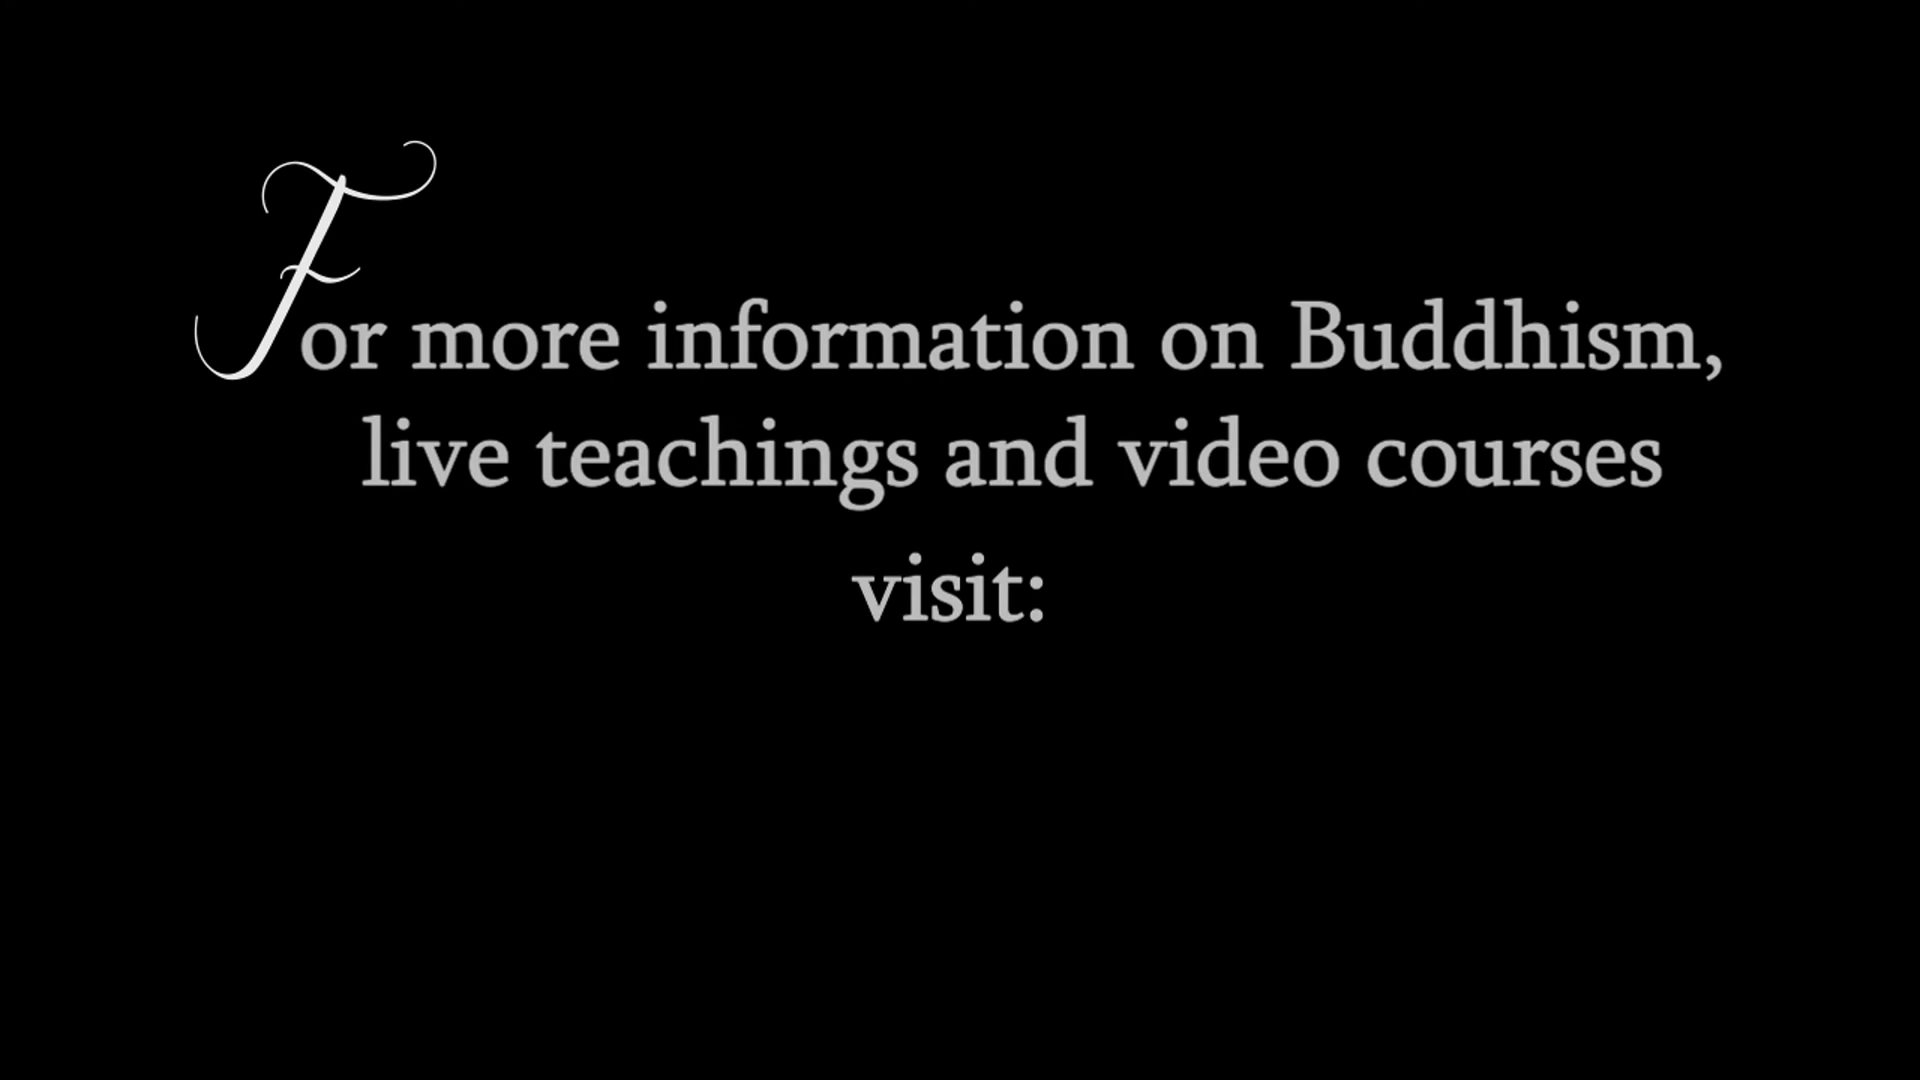 For more information on Buddhism,
live teachings and video courses
visit: